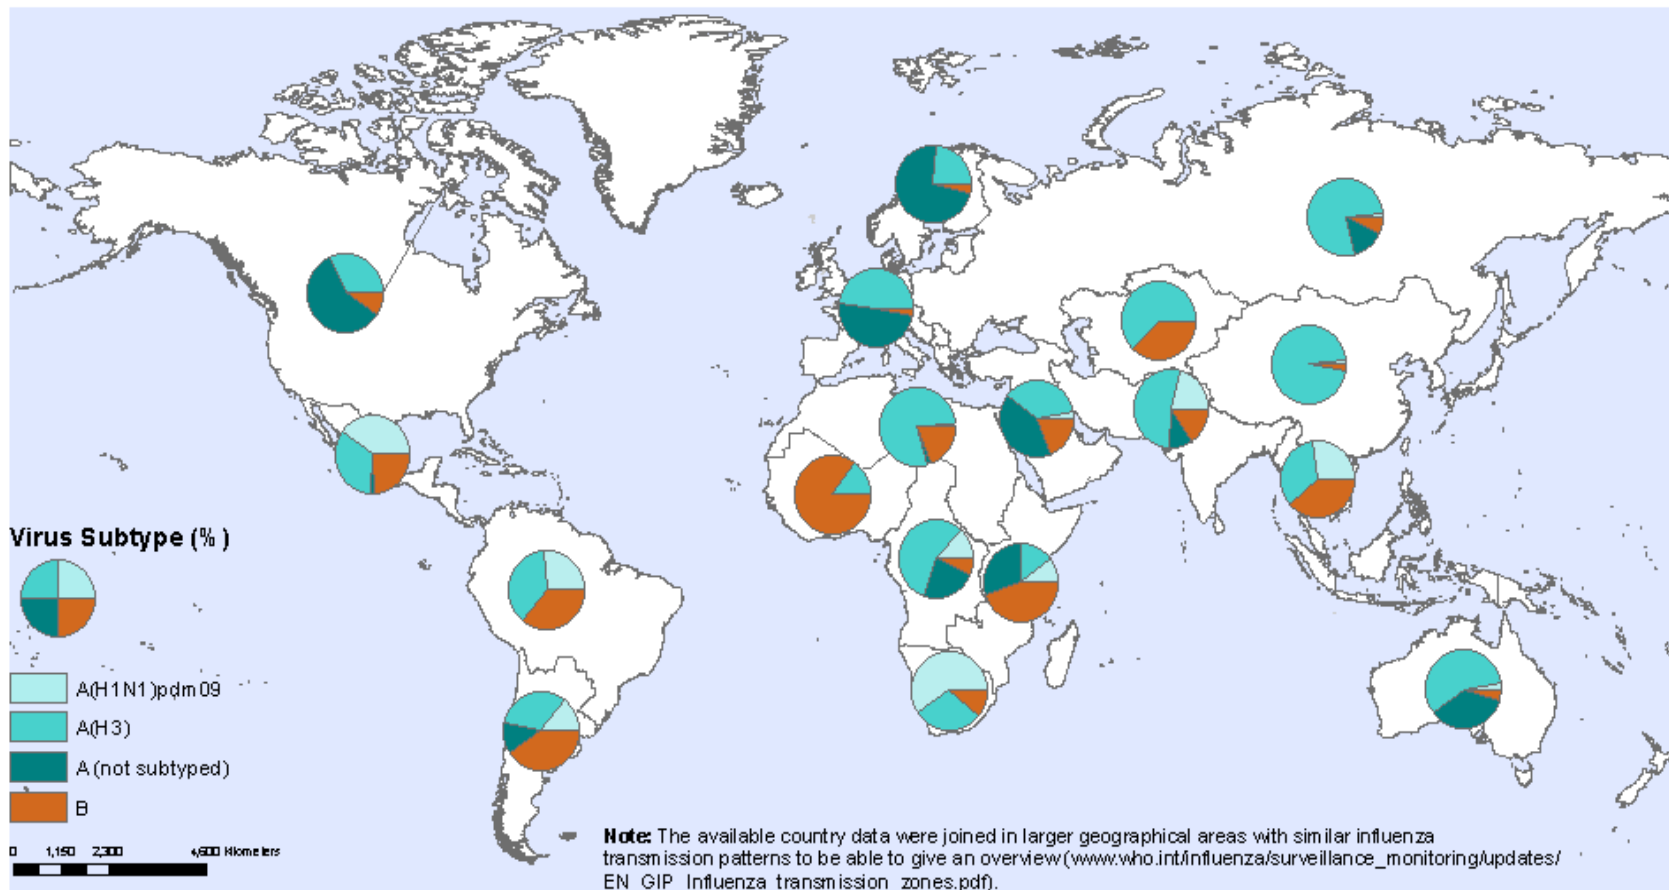 Virus Subtype (%)
A(H1N1)pdm09
A(H3)
A (not subtyped)
B
0 1,150 2,300 4,600 Kilometers
Note: The available country data were joined in larger geographical areas with similar influenza
transmission patterns to be able to give an overview (www.who.int/influenza/surveillance_monitoring/updates/
EN_GIP_Influenza_transmission_zones.pdf).